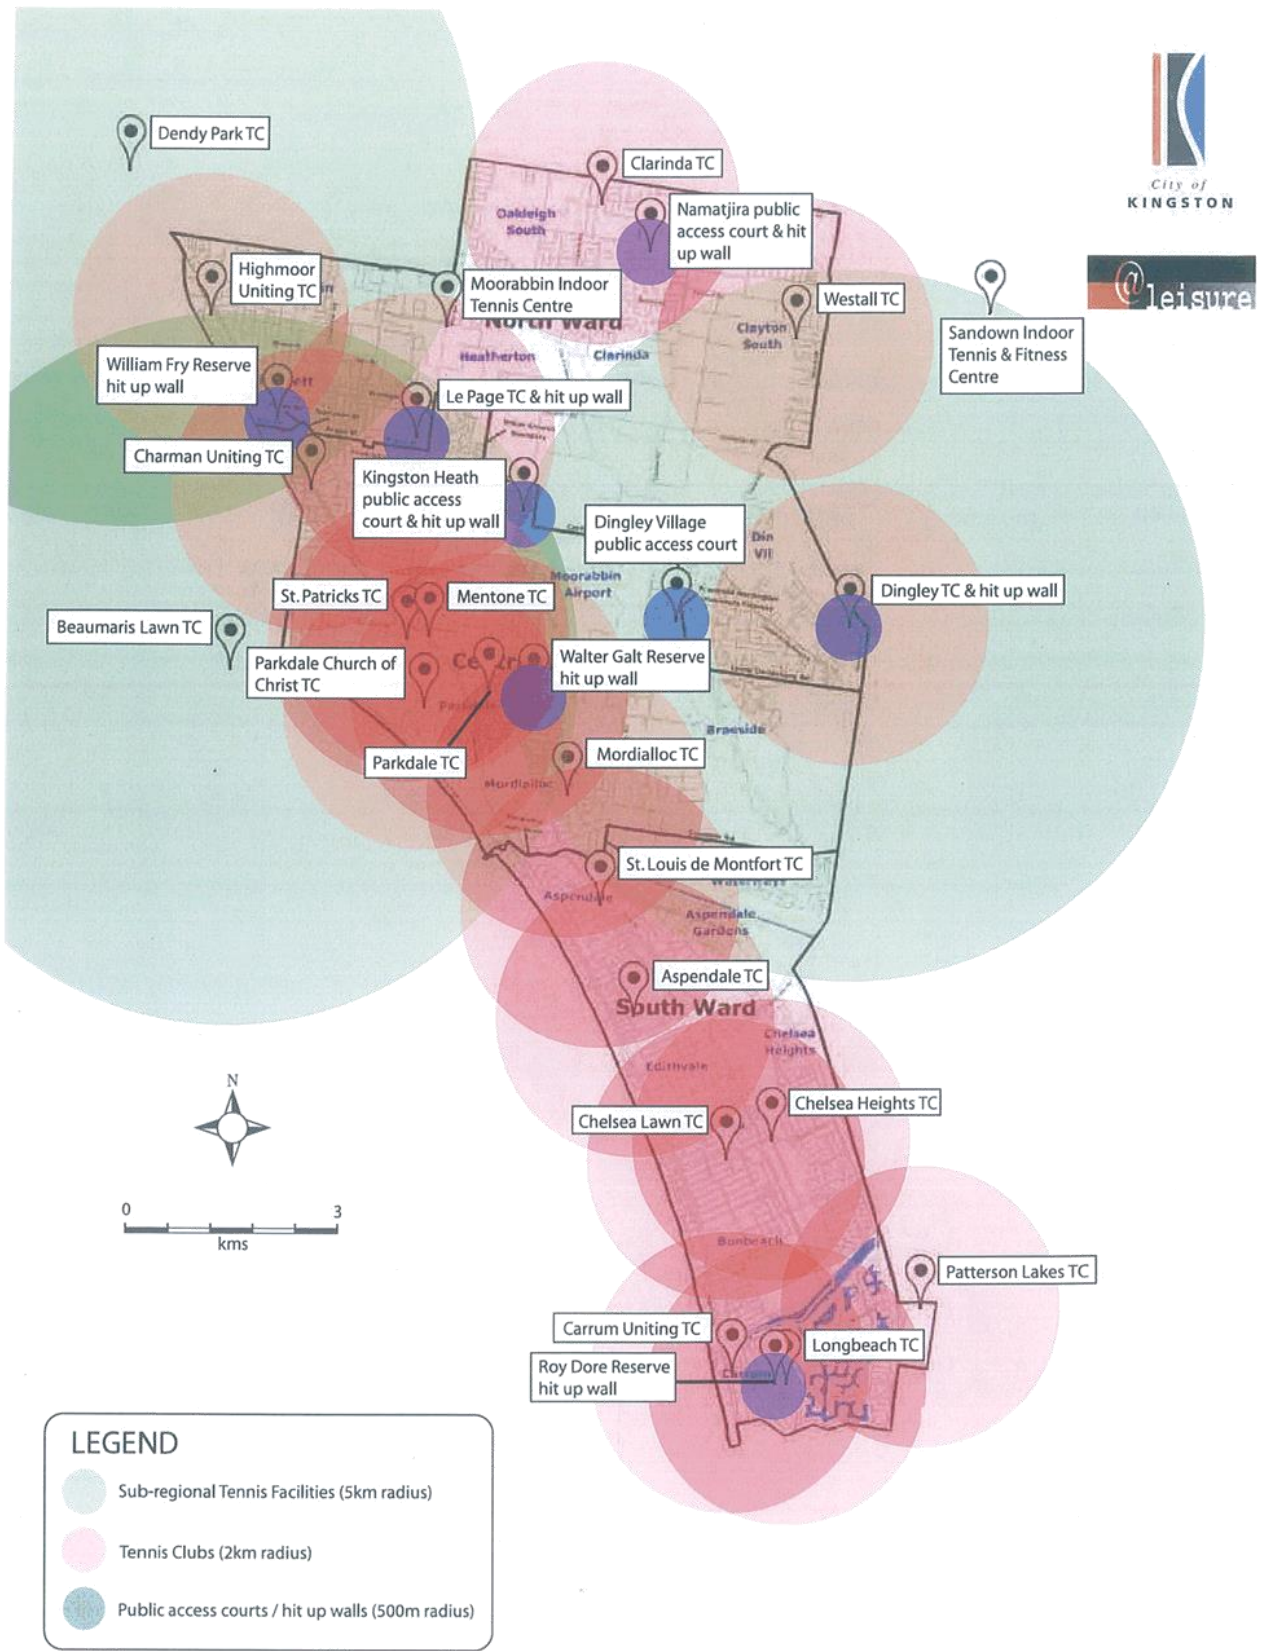 Dendy Park TC
Clarinda TC
City of
KINGSTON
Oakleigh
South
Namatjira public
access court & hit
up wall
Highmoor
Uniting TC
Moorabbin Indoor
Tennis Centre
@leisure
Westall TC
Sandown Indoor
Tennis & Fitness
Centre
North Ward
Clayton
South
Heatherton
Clarinda
William Fry Reserve
hit up wall
Le Page TC & hit up wall
Charman Uniting TC
Kingston Heath
public access
court & hit up wall
Dingley Village
public access court
Din
Vil
Moorabbin
Airport
St. Patricks TC
Mentone TC
Dingley TC & hit up wall
Beaumaris Lawn TC
Parkdale Church of
Christ TC
Walter Galt Reserve
hit up wall
Braeside
Parkdale TC
Mordialloc TC
Mordialloc
St. Louis de Montfort TC
Waterways
Aspendale
Aspendale
Gardens
Aspendale TC
South Ward
Chelsea
Heights
Edithvale
N
Chelsea Heights TC
Chelsea Lawn TC
0 3
kms
Bonbeach
Patterson Lakes TC
Carrum Uniting TC
Longbeach TC
Roy Dore Reserve
hit up wall
Carrum
LEGEND
Sub-regional Tennis Facilities (5km radius)
Tennis Clubs (2km radius)
Public access courts / hit up walls (500m radius)